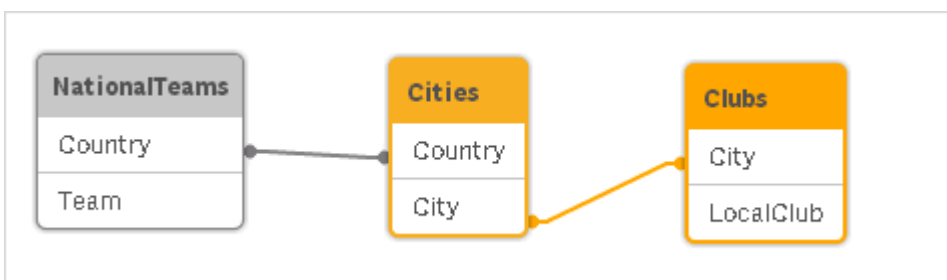 NationalTeams
Country
Team
Cities
Country
City
Clubs
City
LocalClub